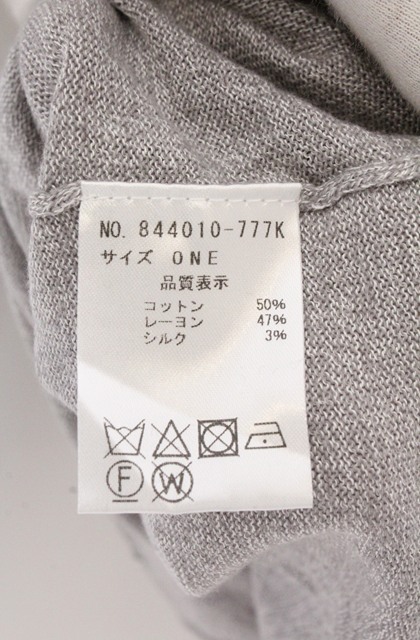 NO. 844010-777K
サイズ ONE
品質表示
コットン 50%
レーヨン 47%
シルク 3%
F W